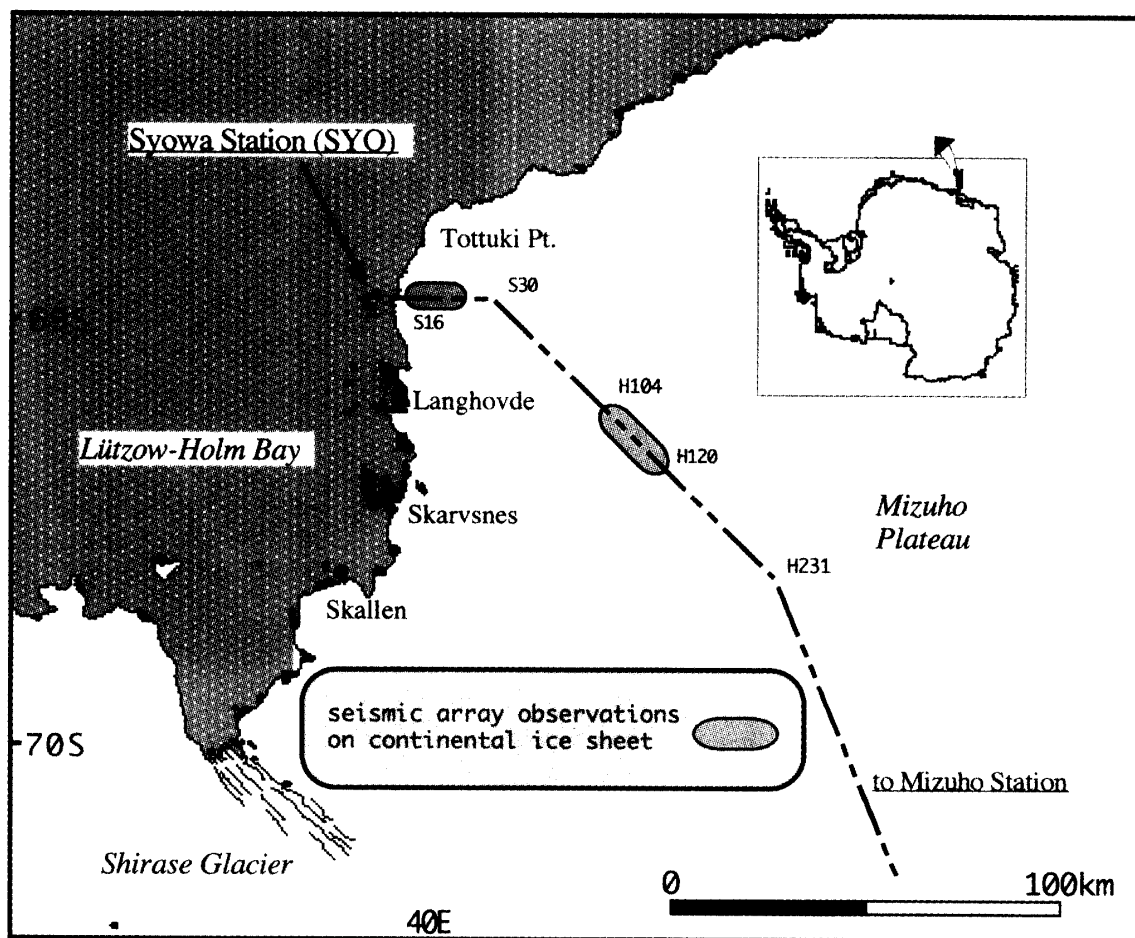 Syowa Station (SYO)
Tottuki Pt.
S30
S16
69S
H104
Langhovde
H120
Lützow-Holm Bay
Mizuho
Plateau
Skarvsnes
H231
Skallen
seismic array observations
on continental ice sheet
70S
to Mizuho Station
Shirase Glacier
0
100km
40E